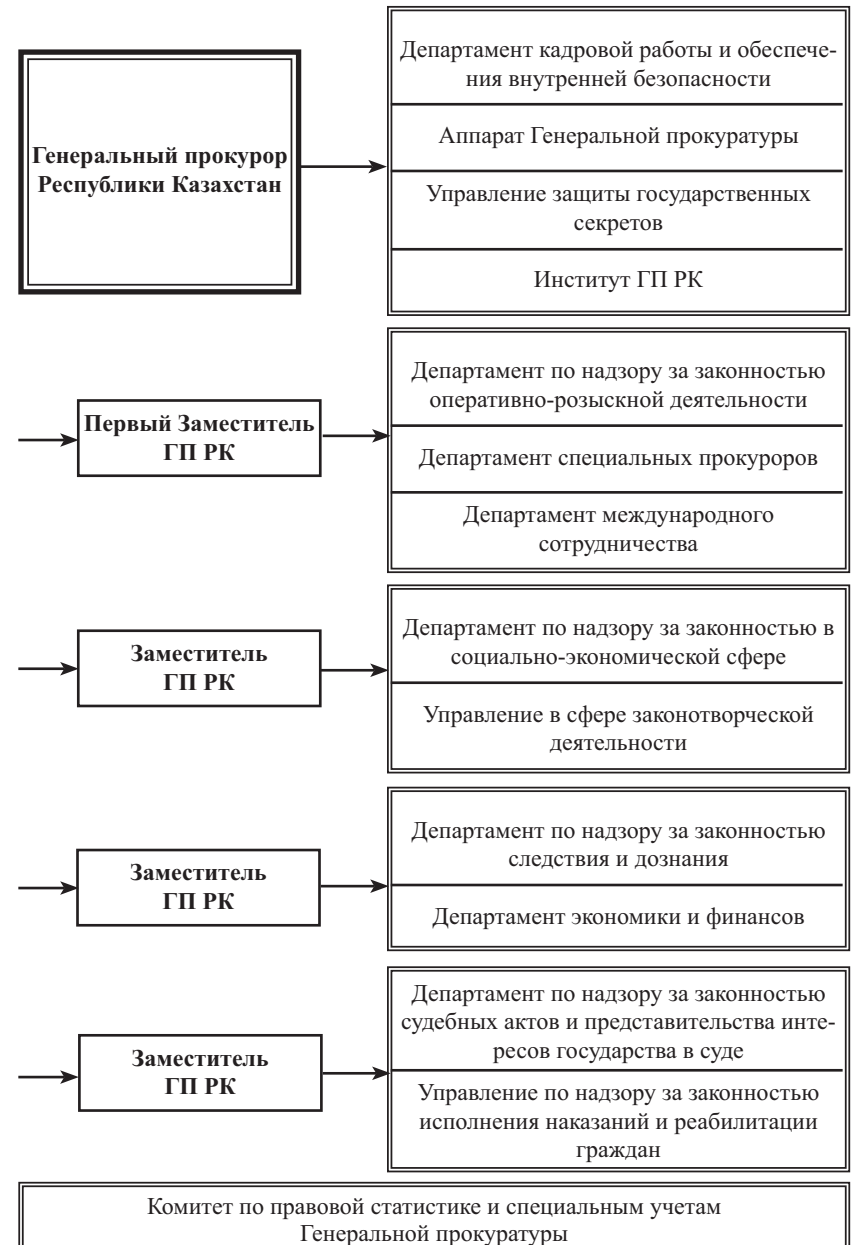 Генеральный прокурор
Республики Казахстан
Департамент кадровой работы и обеспече-
ния внутренней безопасности
Аппарат Генеральной прокуратуры
Управление защиты государственных
секретов
Институт ГП РК
Первый Заместитель
ГП РК
Департамент по надзору за законностью
оперативно-розыскной деятельности
Департамент специальных прокуроров
Департамент международного
сотрудничества
Заместитель
ГП РК
Департамент по надзору за законностью в
социально-экономической сфере
Управление в сфере законотворческой
деятельности
Заместитель
ГП РК
Департамент по надзору за законностью
следствия и дознания
Департамент экономики и финансов
Заместитель
ГП РК
Департамент по надзору за законностью
судебных актов и представительства инте-
ресов государства в суде
Управление по надзору за законностью
исполнения наказаний и реабилитации
граждан
Комитет по правовой статистике и специальным учетам
Генеральной прокуратуры